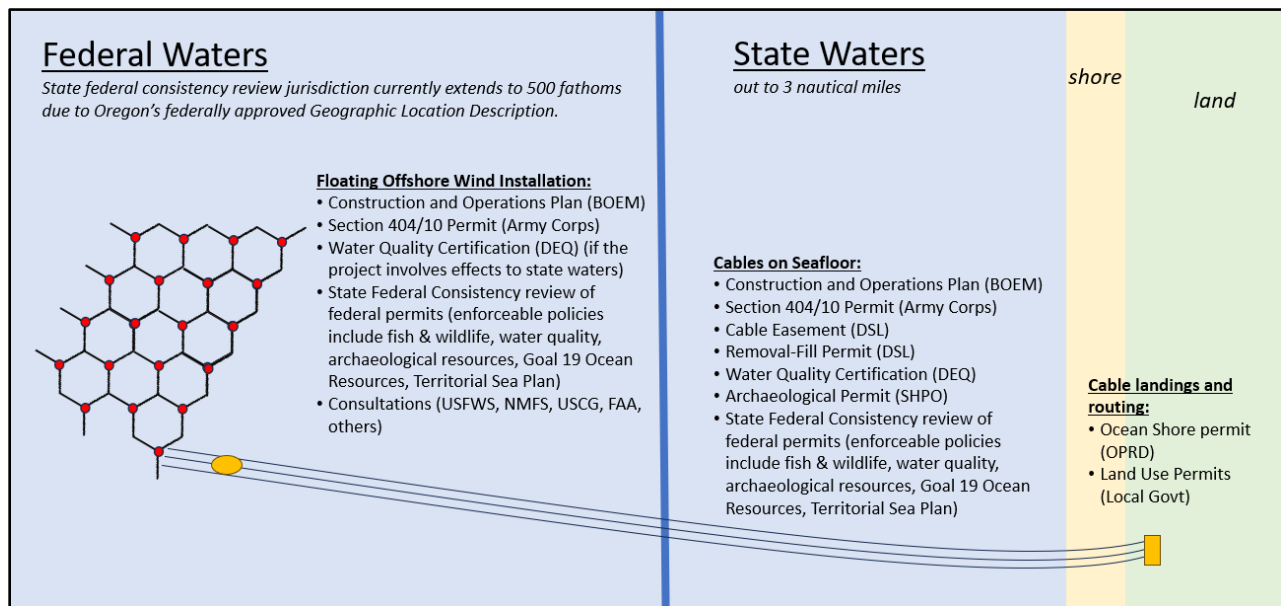 Federal Waters
State federal consistency review jurisdiction currently extends to 500 fathoms
due to Oregon's federally approved Geographic Location Description.
Floating Offshore Wind Installation:
• Construction and Operations Plan (BOEM)
• Section 404/10 Permit (Army Corps)
• Water Quality Certification (DEQ) (if the
project involves effects to state waters)
• State Federal Consistency review of
federal permits (enforceable policies
include fish & wildlife, water quality,
archaeological resources, Goal 19 Ocean
Resources, Territorial Sea Plan)
• Consultations (USFWS, NMFS, USCG, FAA,
others)
State Waters
out to 3 nautical miles
Cables on Seafloor:
• Construction and Operations Plan (BOEM)
• Section 404/10 Permit (Army Corps)
• Cable Easement (DSL)
• Removal-Fill Permit (DSL)
• Water Quality Certification (DEQ)
• Archaeological Permit (SHPO)
• State Federal Consistency review of
federal permits (enforceable policies
include fish & wildlife, water quality,
archaeological resources, Goal 19 Ocean
Resources, Territorial Sea Plan)
shore
land
Cable landings and
routing:
• Ocean Shore permit
(OPRD)
• Land Use Permits
(Local Govt)